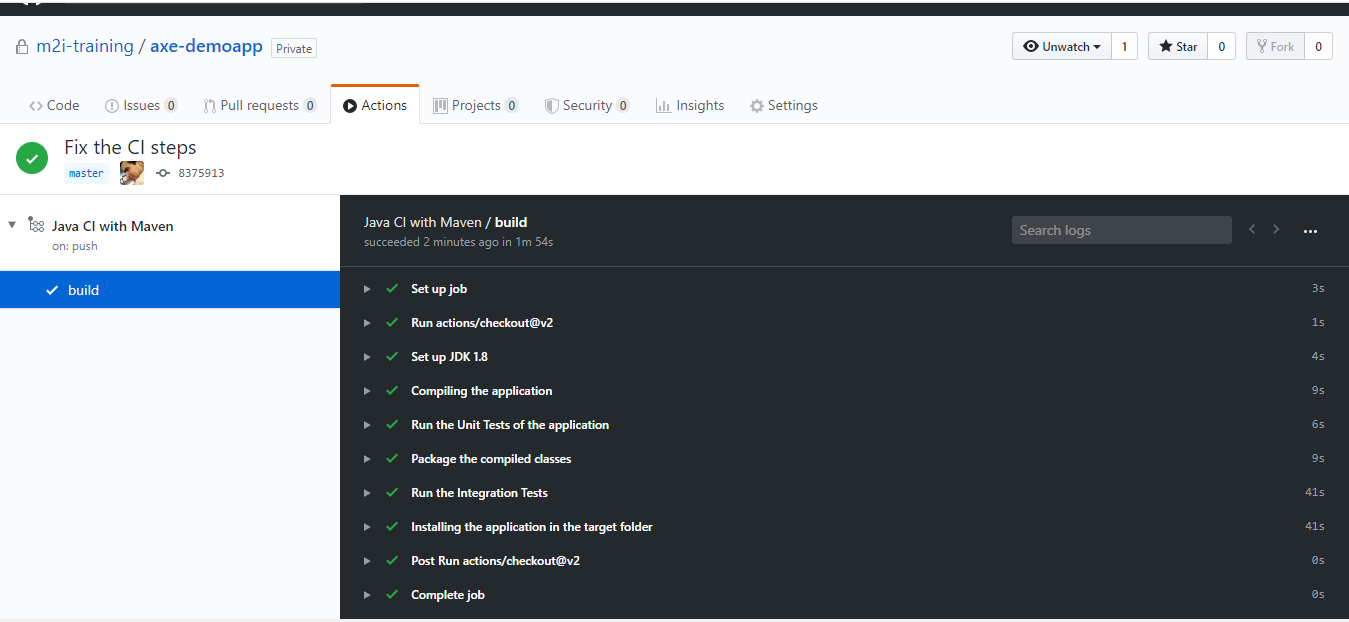 m2i-training / axe-demoapp Private
Unwatch 1 Star 0 Fork 0
Code Issues 0 Pull requests 0 Actions Projects 0 Security 0 Insights Settings
Fix the CI steps
master 8375913
Java CI with Maven
on: push
build
Java CI with Maven / build
succeeded 2 minutes ago in 1m 54s
Search logs
Set up job 3s
Run actions/checkout@v2 1s
Set up JDK 1.8 4s
Compiling the application 9s
Run the Unit Tests of the application 6s
Package the compiled classes 9s
Run the Integration Tests 41s
Installing the application in the target folder 41s
Post Run actions/checkout@v2 0s
Complete job 0s